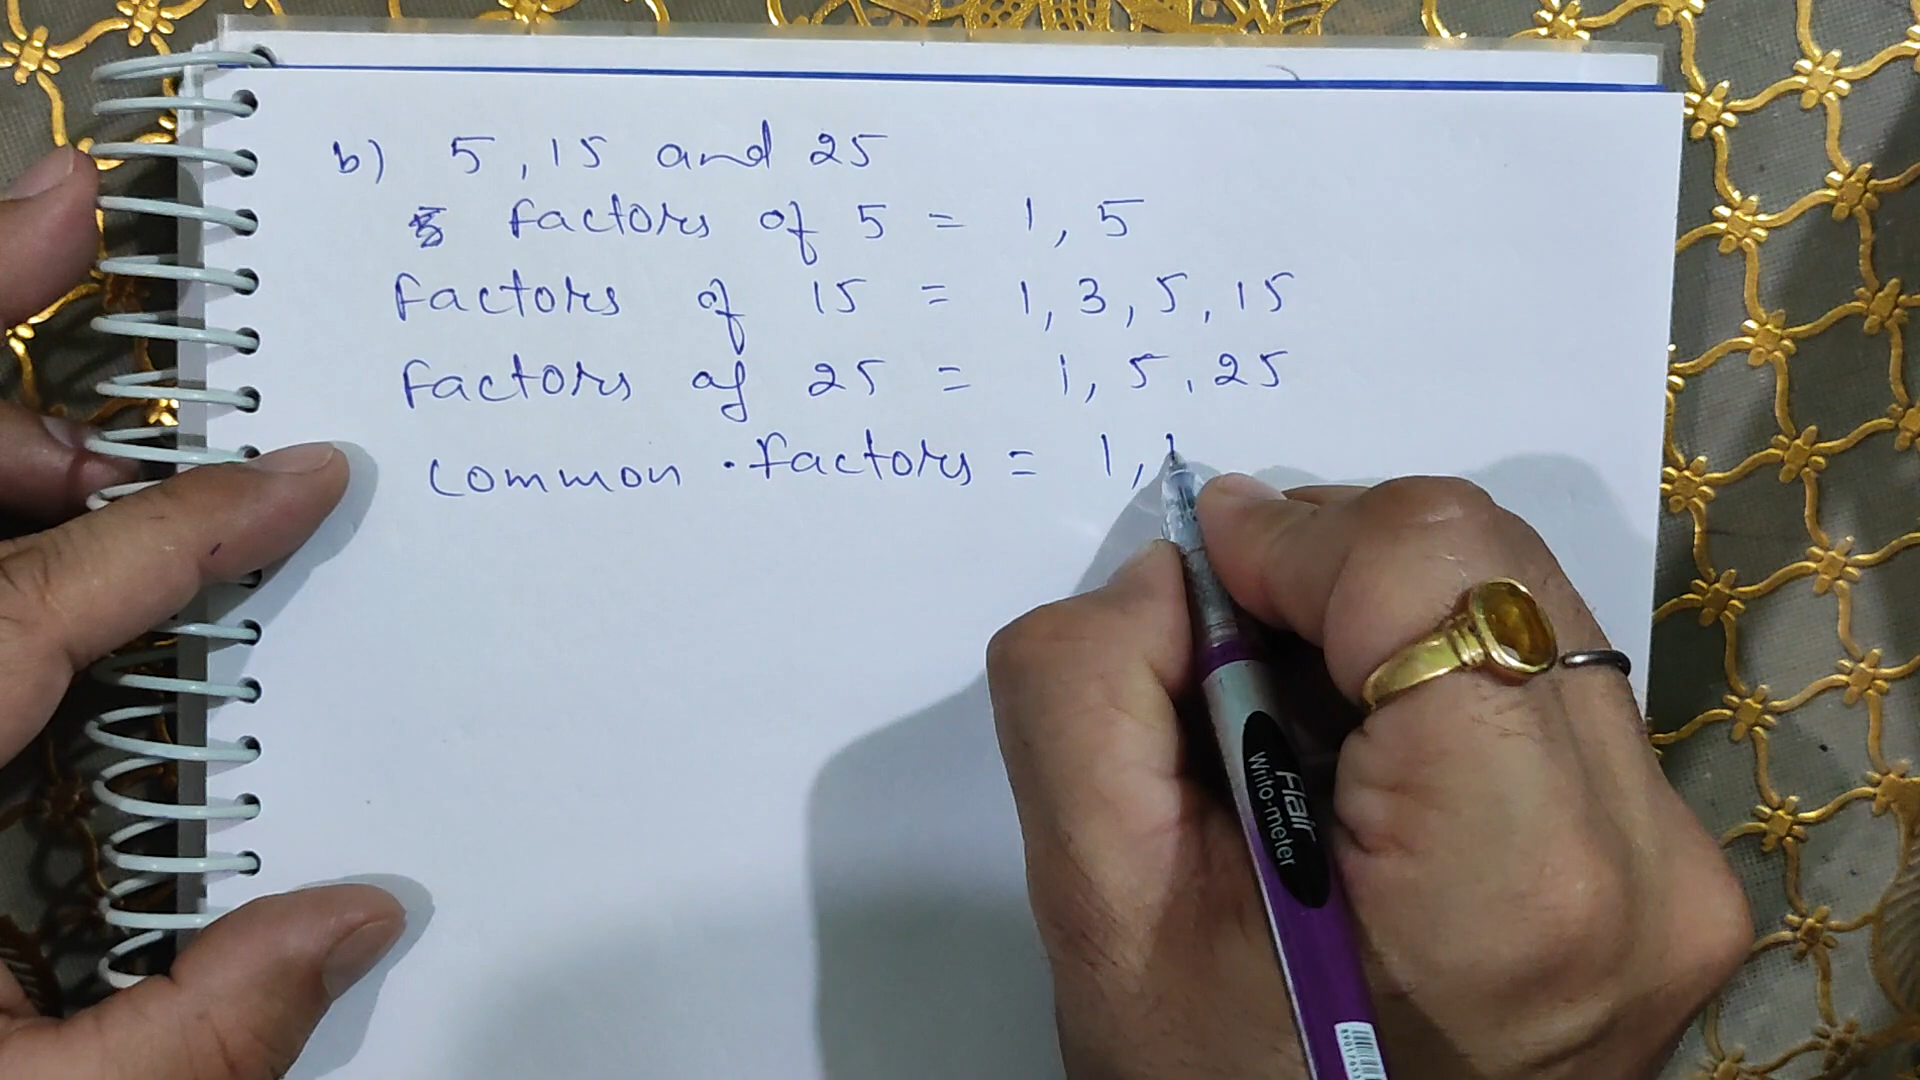 b) 5, 15 and 25
factors of 5 = 1, 5
factors of 15 = 1, 3, 5, 15
factors of 25 = 1, 5, 25
common factors = 1,
Flair
Writo-meter